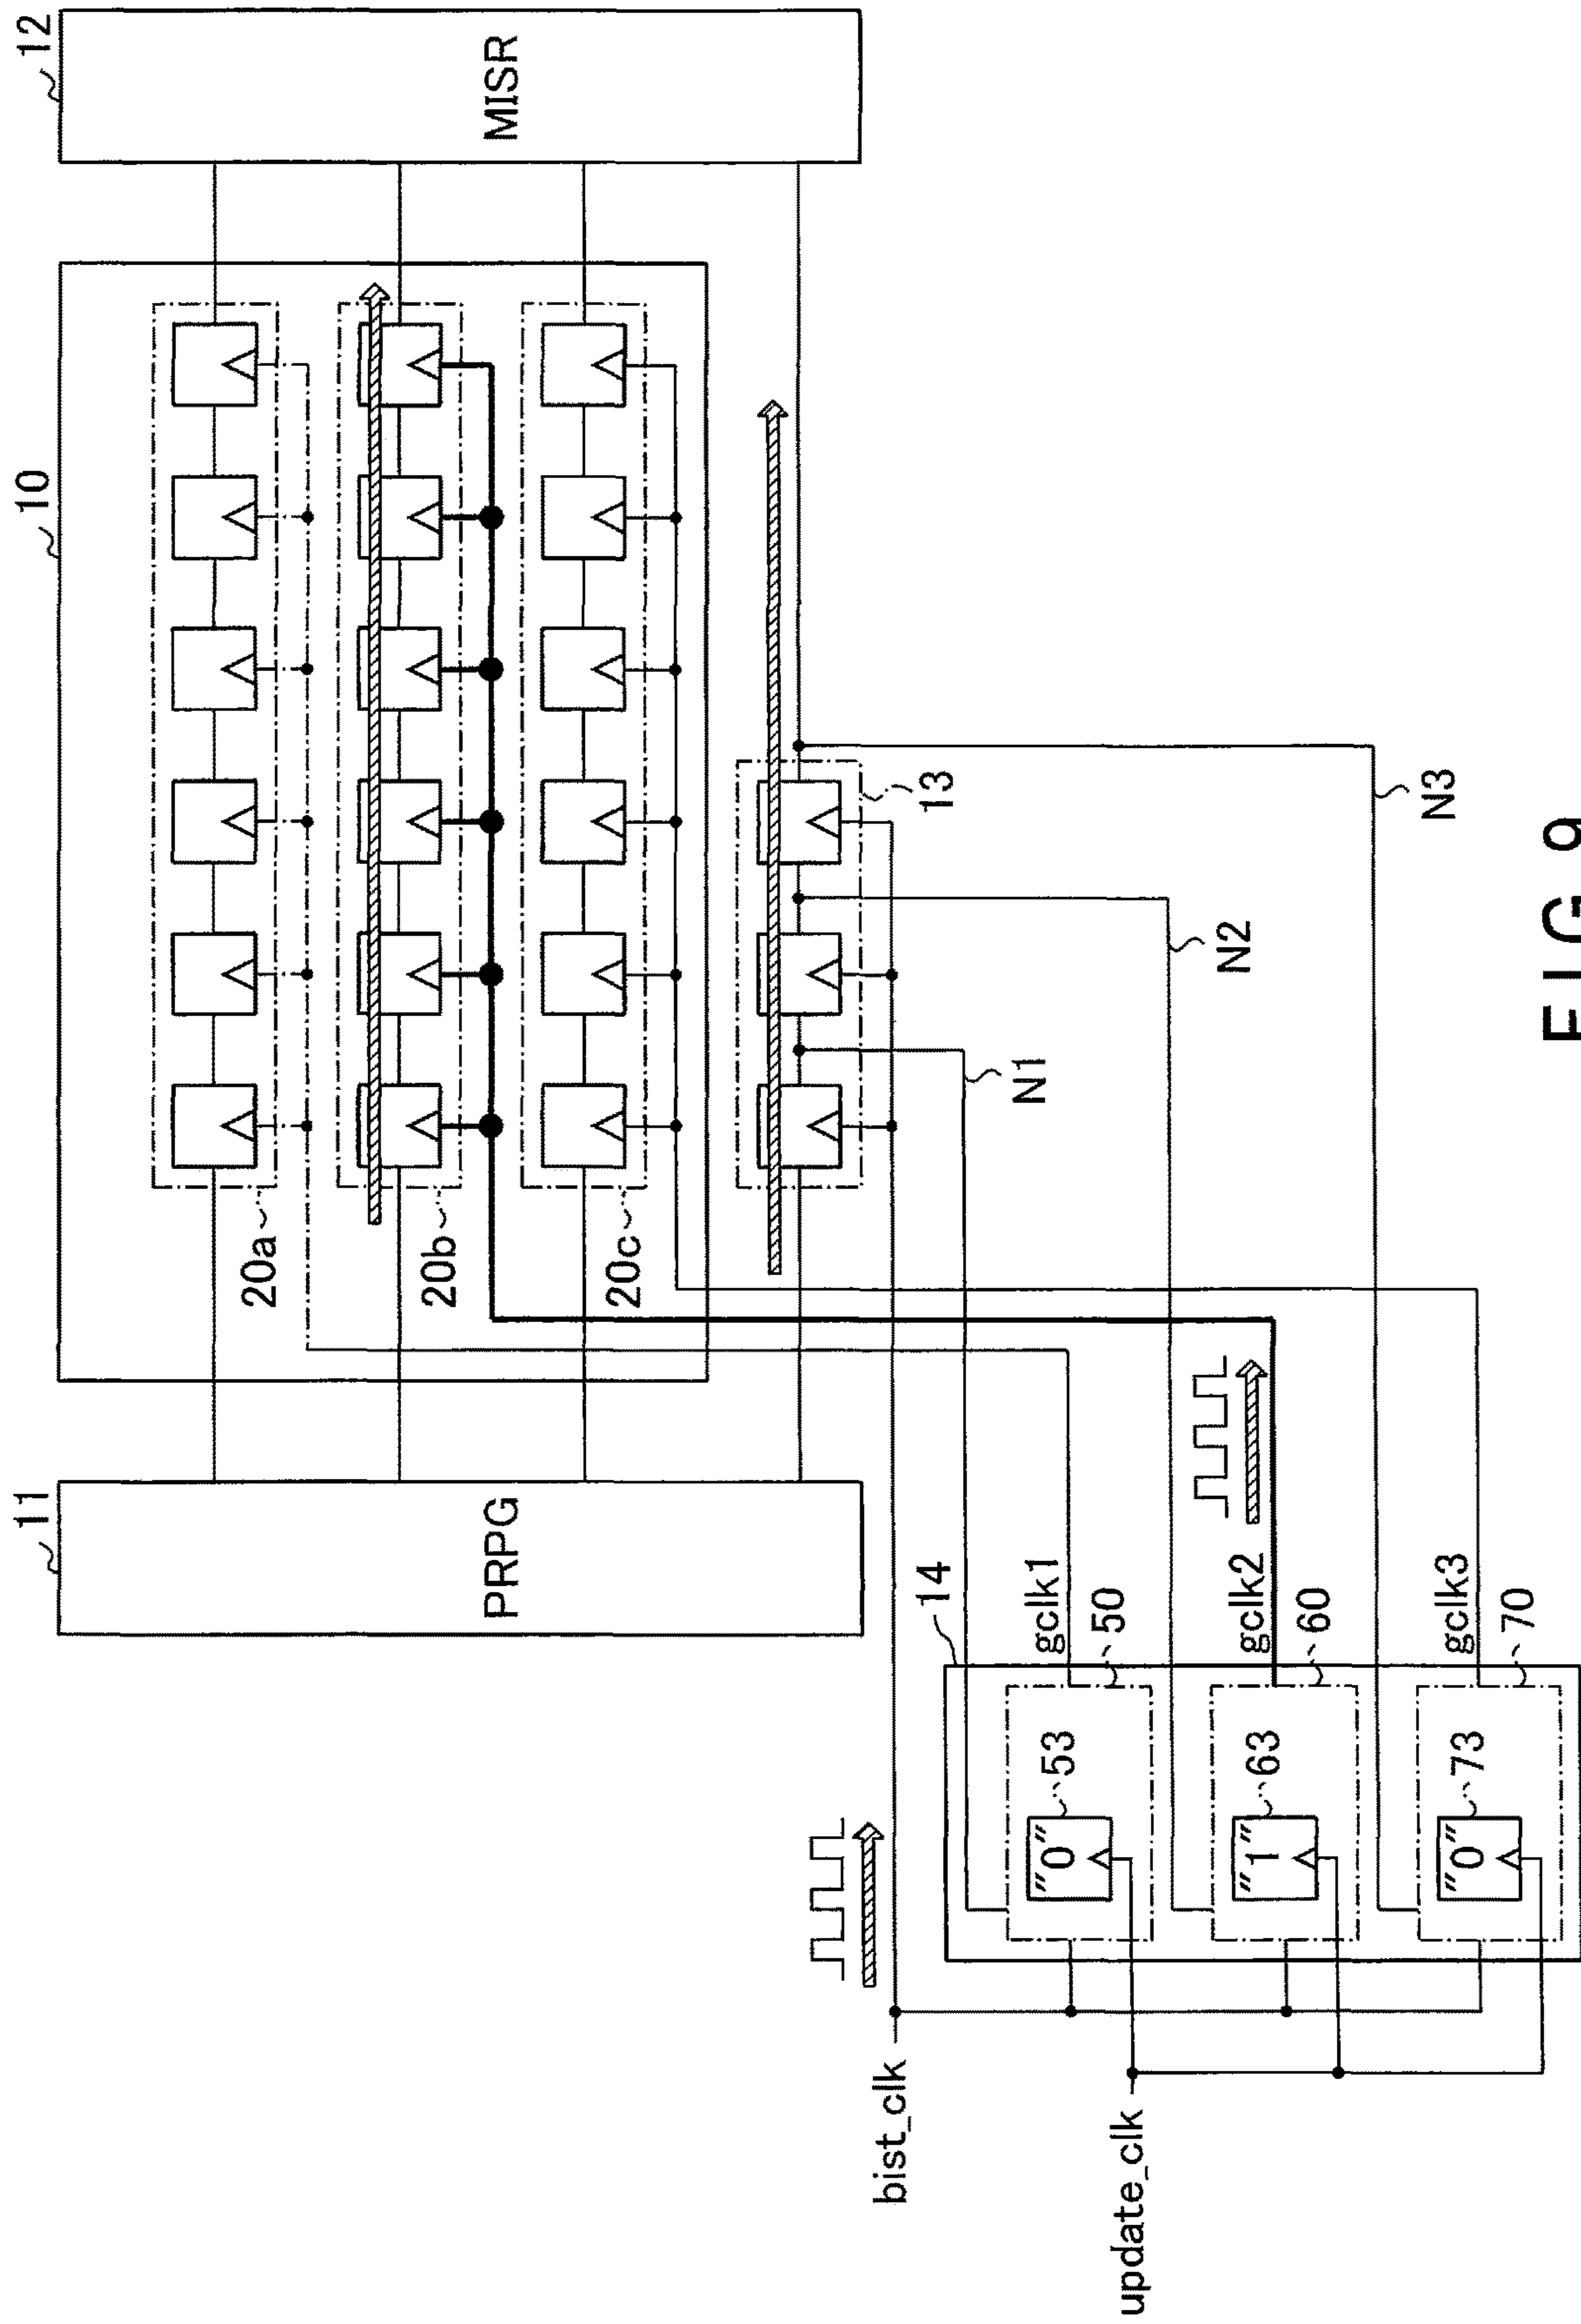 12
MISR
10
11
PRPG
20a
20b
20c
13
N1
N2
N3
14
gclk1
50
gclk2
60
gclk3
70
"0"
53
"1"
63
"0"
73
bist_clk
update_clk
FIG 9